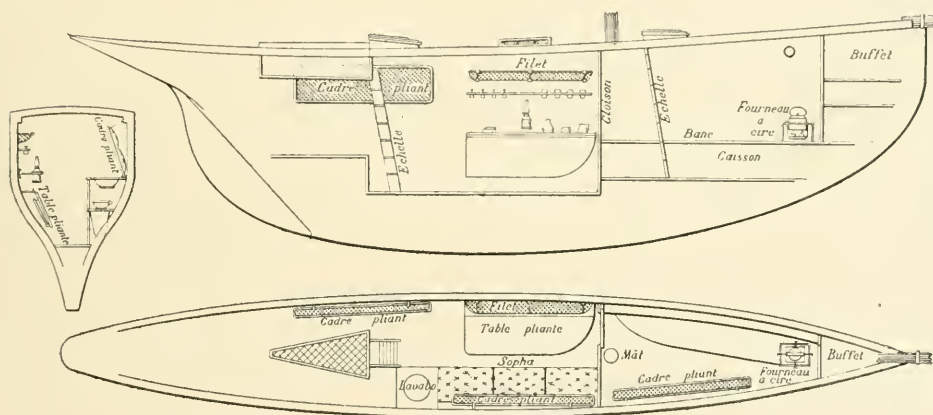 Filet
Cadre pliant
Echelle
Cloison
Echelle
Buffet
Fourneau
à cire
Banc
Caisson
Cadre pliant
Table pliante
Cadre pliant
Filet
Table pliante
Sopha
Lavabo
Cadre pliant
Mât
Cadre pliant
Fourneau
à cire
Buffet